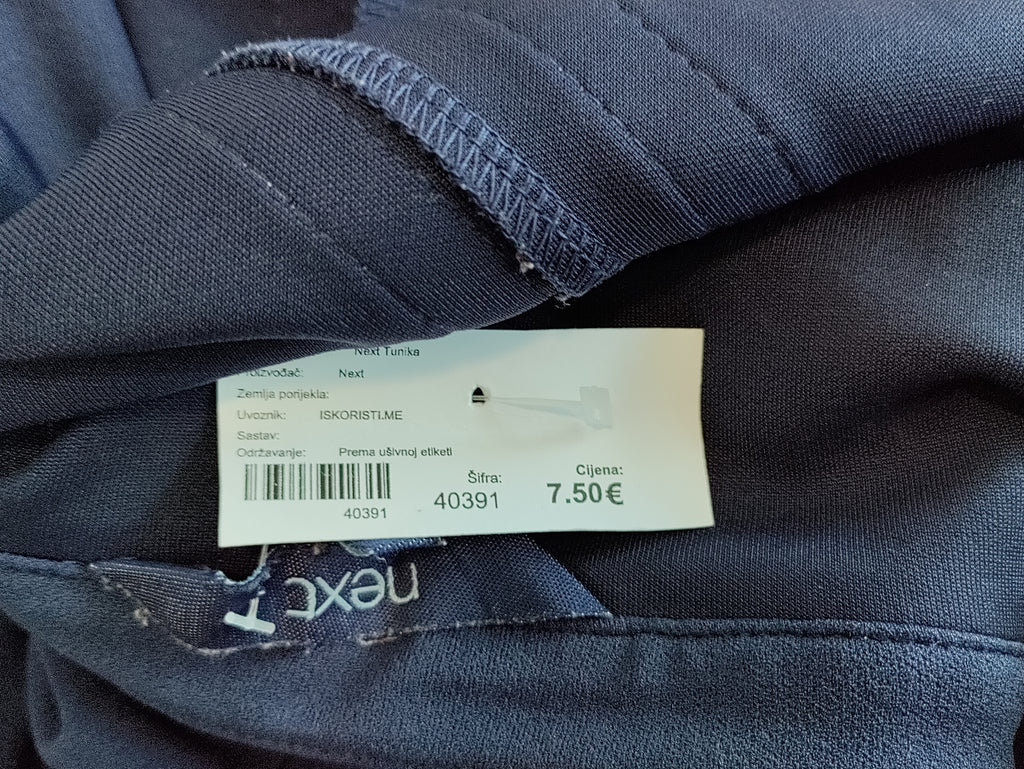 Next Tunika
Proizvođač: Next
Zemlja porijekla:
Uvoznik: ISKORISTI.ME
Sastav:
Održavanje: Prema ušivnoj etiketi
40391
Šifra:
40391
Cijena:
7.50€
next